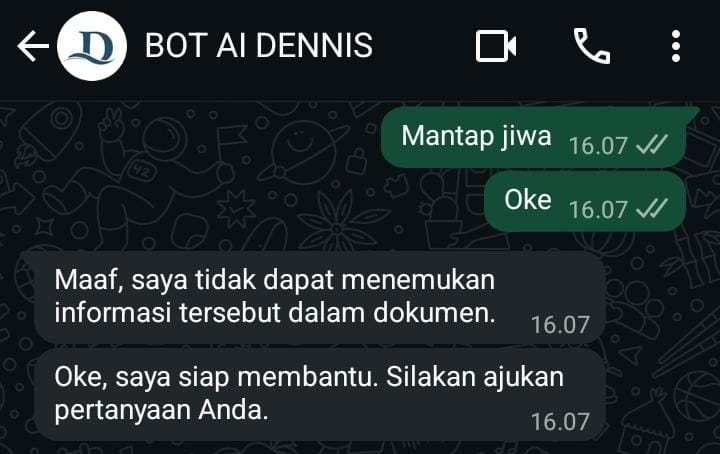 BOT AI DENNIS
Mantap jiwa 16.07
Oke 16.07
Maaf, saya tidak dapat menemukan
informasi tersebut dalam dokumen. 16.07
Oke, saya siap membantu. Silakan ajukan
pertanyaan Anda. 16.07